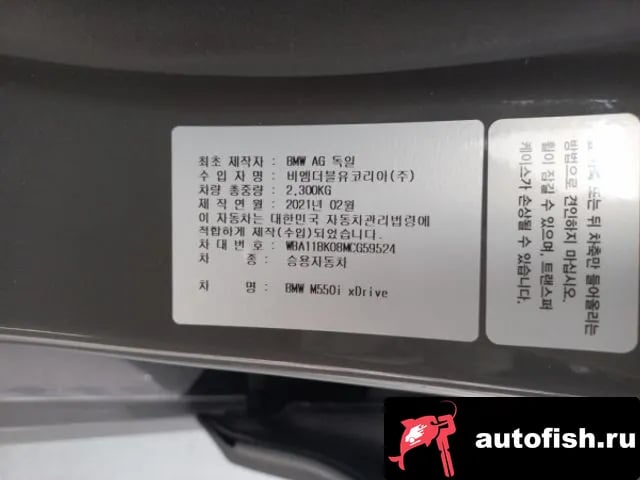 최초 제작자 : BMW AG 독일
수 입 자 명 : 비엠더블유코리아(주)
차량 총중량 : 2,300KG
제 작 연 월 : 2021년 02월
이 자동차는 대한민국 자동차관리법령에
적합하게 제작(수입)되었습니다.
차 대 번 호 : WBA11BK08MCG59524
차 종 : 승용자동차
차 명 : BMW M550i xDrive
또는 뒤 차축만 들어올리는
방법으로 견인하지 마십시오.
휠이 잠길 수 있으며, 트랜스퍼
케이스가 손상될 수 있습니다.
autofish.ru